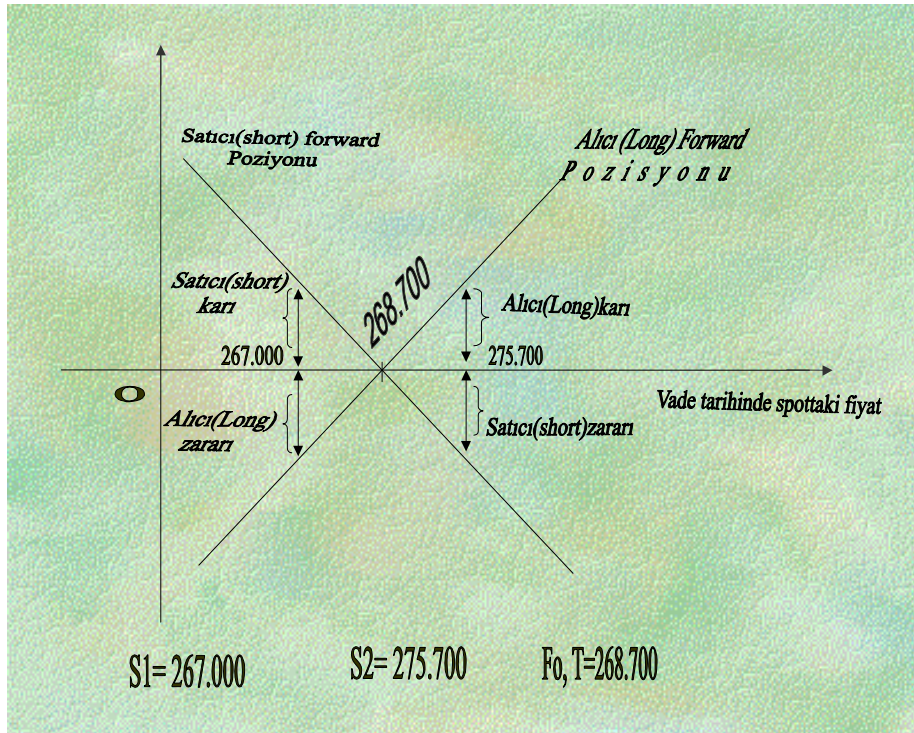 Satıcı(short) forward
Poziyonu
Alıcı (Long) Forward
Pozisyonu
Satıcı(short)
karı
268.700
Alıcı(Long)karı
267.000
275.700
O
Vade tarihinde spottaki fiyat
Alıcı(Long)
zararı
Satıcı(short)zararı
S1= 267.000
S2= 275.700
Fo, T=268.700